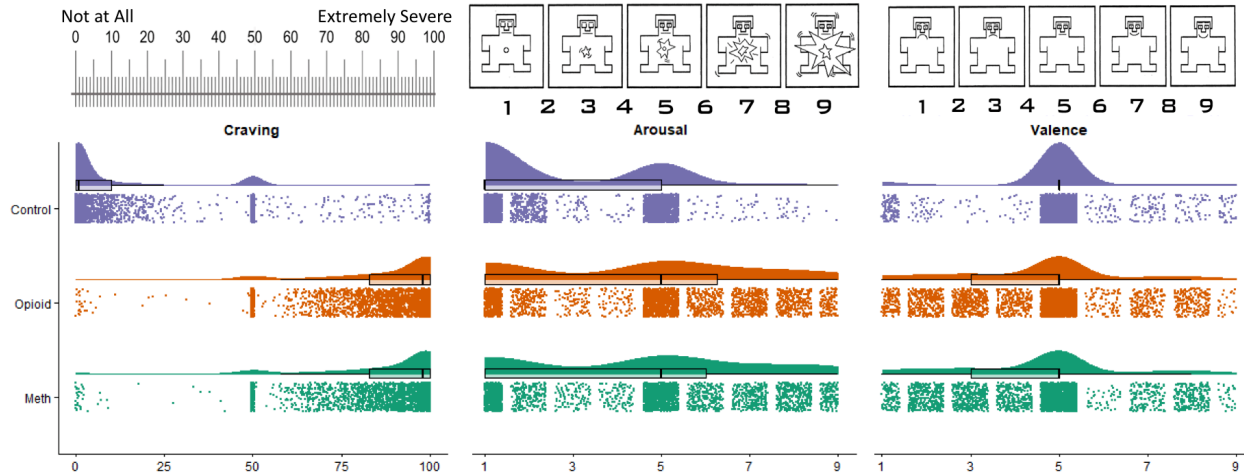 Not at All Extremely Severe
0 10 20 30 40 50 60 70 80 90 100
1 2 3 4 5 6 7 8 9
1 2 3 4 5 6 7 8 9
Craving Arousal Valence
Control
Opioid
Meth
0 25 50 75 100 1 3 5 7 9 1 3 5 7 9